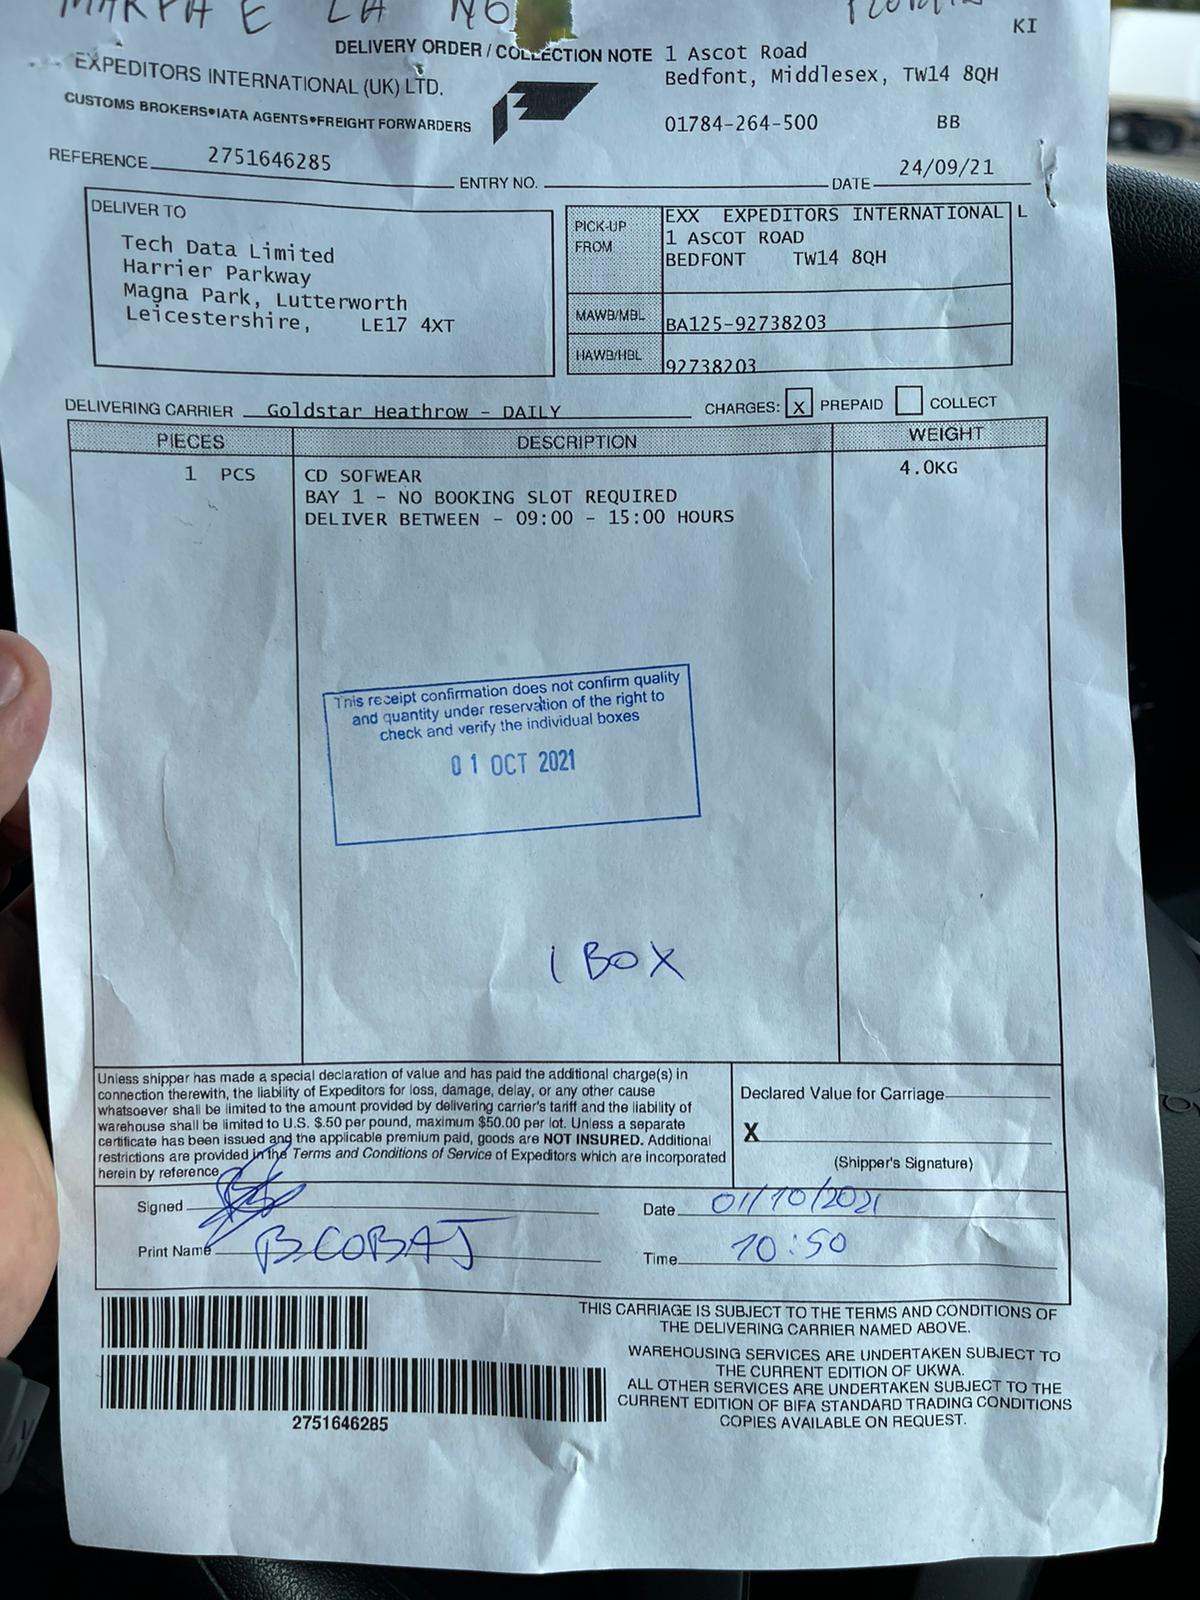 KI
DELIVERY ORDER / COLLECTION NOTE
1 Ascot Road
Bedfont, Middlesex, TW14 8QH
EXPEDITORS INTERNATIONAL (UK) LTD.
CUSTOMS BROKERS•IATA AGENTS•FREIGHT FORWARDERS
01784-264-500 BB
REFERENCE 2751646285 ENTRY NO. DATE 24/09/21
DELIVER TO
Tech Data Limited
Harrier Parkway
Magna Park, Lutterworth
Leicestershire, LE17 4XT
PICK-UP FROM
EXX EXPEDITORS INTERNATIONAL L
1 ASCOT ROAD
BEDFONT TW14 8QH
MAWB/MBL BA125-92738203
HAWB/HBL 92738203
DELIVERING CARRIER Goldstar Heathrow - DAILY CHARGES: X PREPAID COLLECT
PIECES DESCRIPTION WEIGHT
1 PCS CD SOFWEAR 4.0KG
BAY 1 - NO BOOKING SLOT REQUIRED
DELIVER BETWEEN - 09:00 - 15:00 HOURS
This receipt confirmation does not confirm quality
and quantity under reservation of the right to
check and verify the individual boxes
01 OCT 2021
1 BOX
Unless shipper has made a special declaration of value and has paid the additional charge(s) in
connection therewith, the liability of Expeditors for loss, damage, delay, or any other cause
whatsoever shall be limited to the amount provided by delivering carrier's tariff and the liability of
warehouse shall be limited to U.S. $.50 per pound, maximum $50.00 per lot. Unless a separate
certificate has been issued and the applicable premium paid, goods are NOT INSURED. Additional
restrictions are provided in the Terms and Conditions of Service of Expeditors which are incorporated
herein by reference.
Declared Value for Carriage
X
(Shipper's Signature)
Signed
Date 01/10/2021
Print Name B.COBAJ
Time 10:50
THIS CARRIAGE IS SUBJECT TO THE TERMS AND CONDITIONS OF
THE DELIVERING CARRIER NAMED ABOVE.
WAREHOUSING SERVICES ARE UNDERTAKEN SUBJECT TO
THE CURRENT EDITION OF UKWA.
ALL OTHER SERVICES ARE UNDERTAKEN SUBJECT TO THE
CURRENT EDITION OF BIFA STANDARD TRADING CONDITIONS
COPIES AVAILABLE ON REQUEST.
2751646285